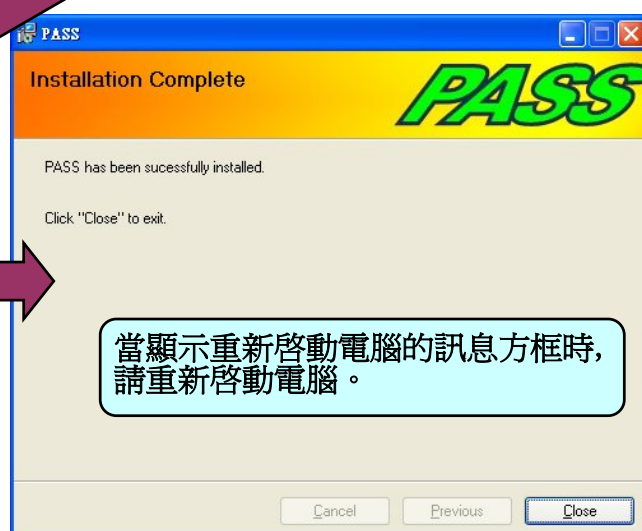 PASS
Installation Complete
PASS
PASS has been sucessfully installed.
Click "Close" to exit.
當顯示重新啓動電腦的訊息方框時,
請重新啓動電腦。
Cancel
Previous
Close